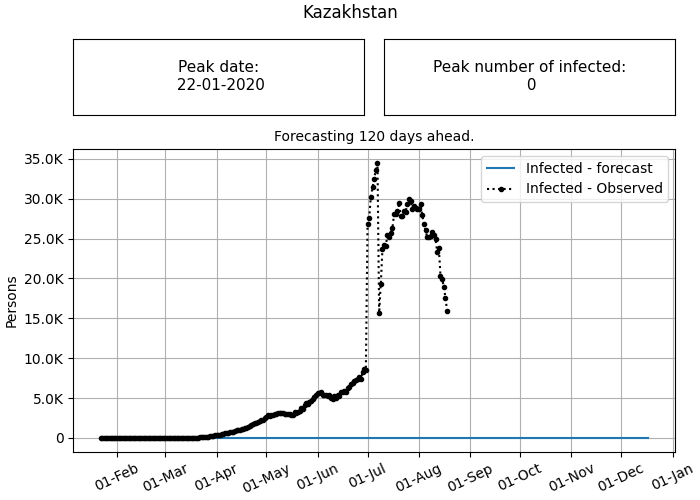 Kazakhstan
Peak date:
22-01-2020
Peak number of infected:
0
Forecasting 120 days ahead.
35.0K
30.0K
25.0K
20.0K
15.0K
10.0K
5.0K
0
Persons
Infected - forecast
Infected - Observed
01-Feb
01-Mar
01-Apr
01-May
01-Jun
01-Jul
01-Aug
01-Sep
01-Oct
01-Nov
01-Dec
01-Jan